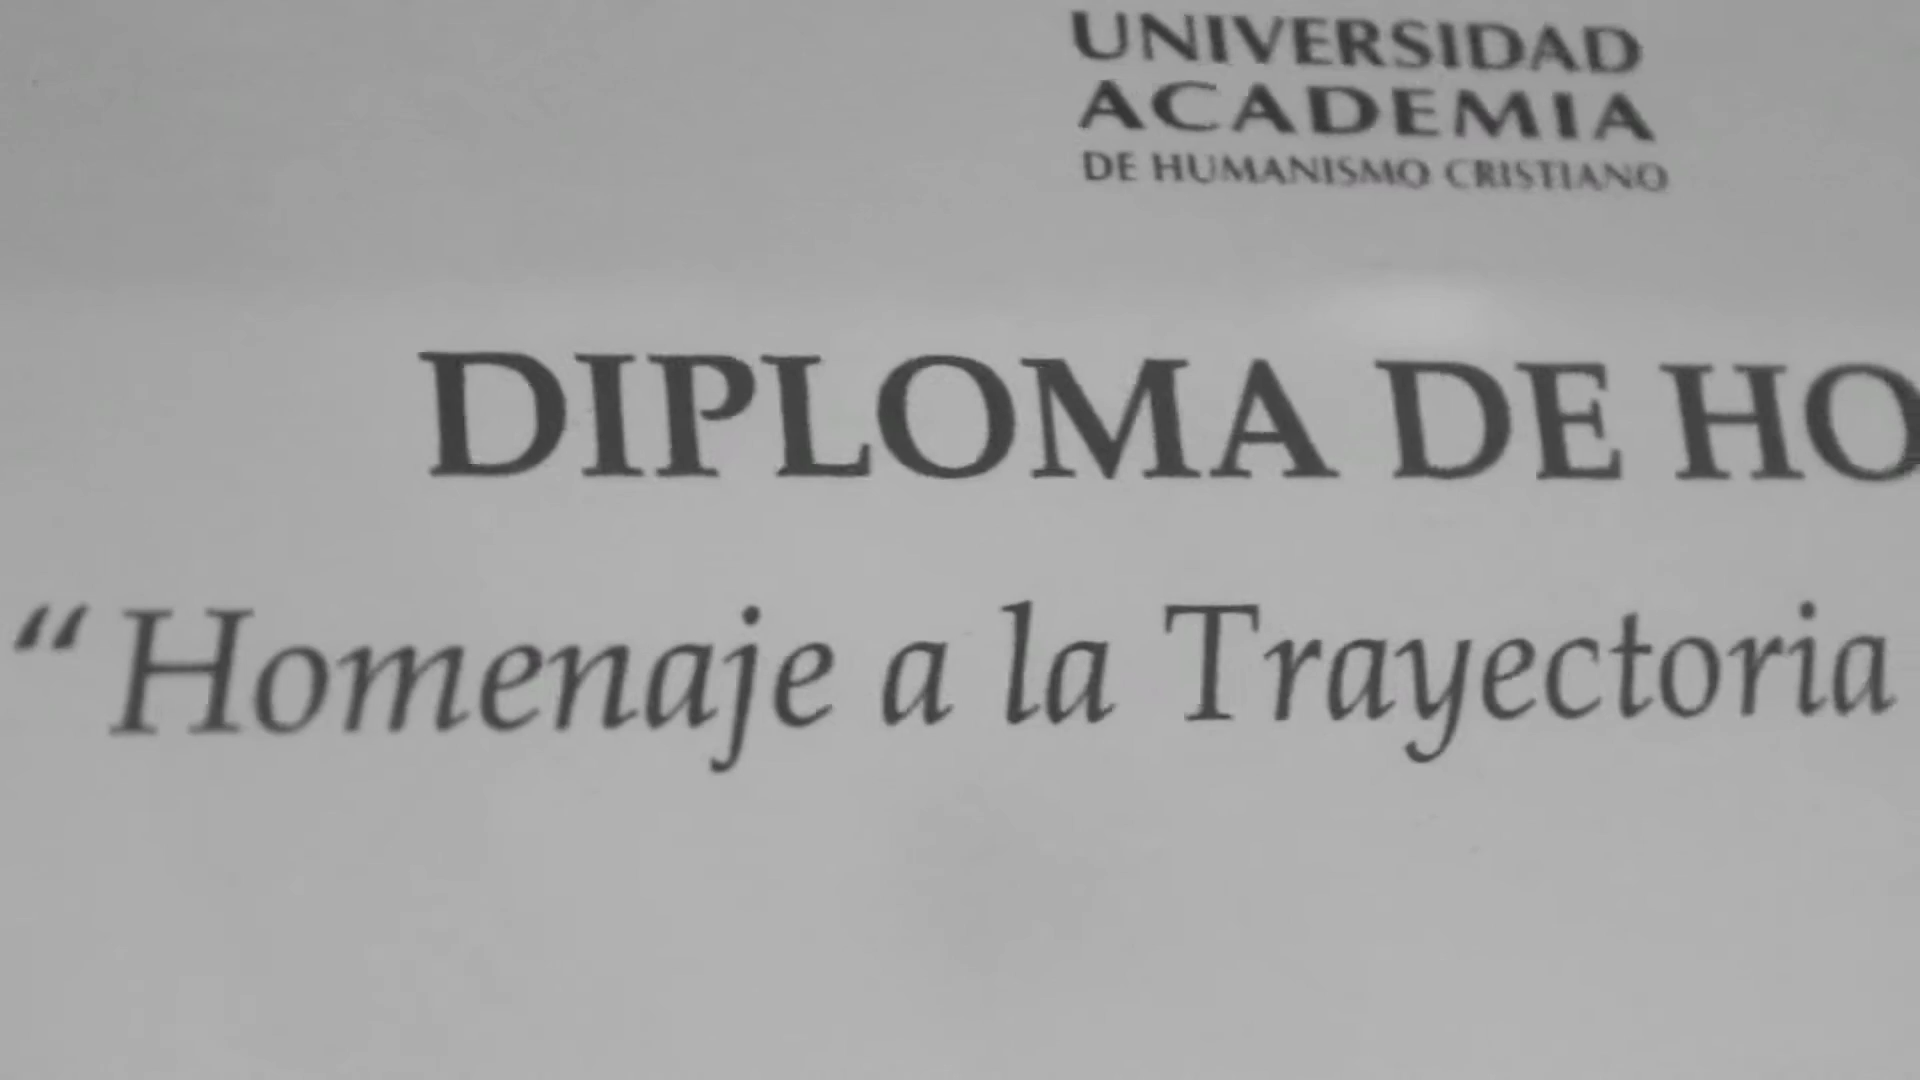 UNIVERSIDAD
ACADEMIA
DE HUMANISMO CRISTIANO
DIPLOMA DE HO
“Homenaje a la Trayectoria